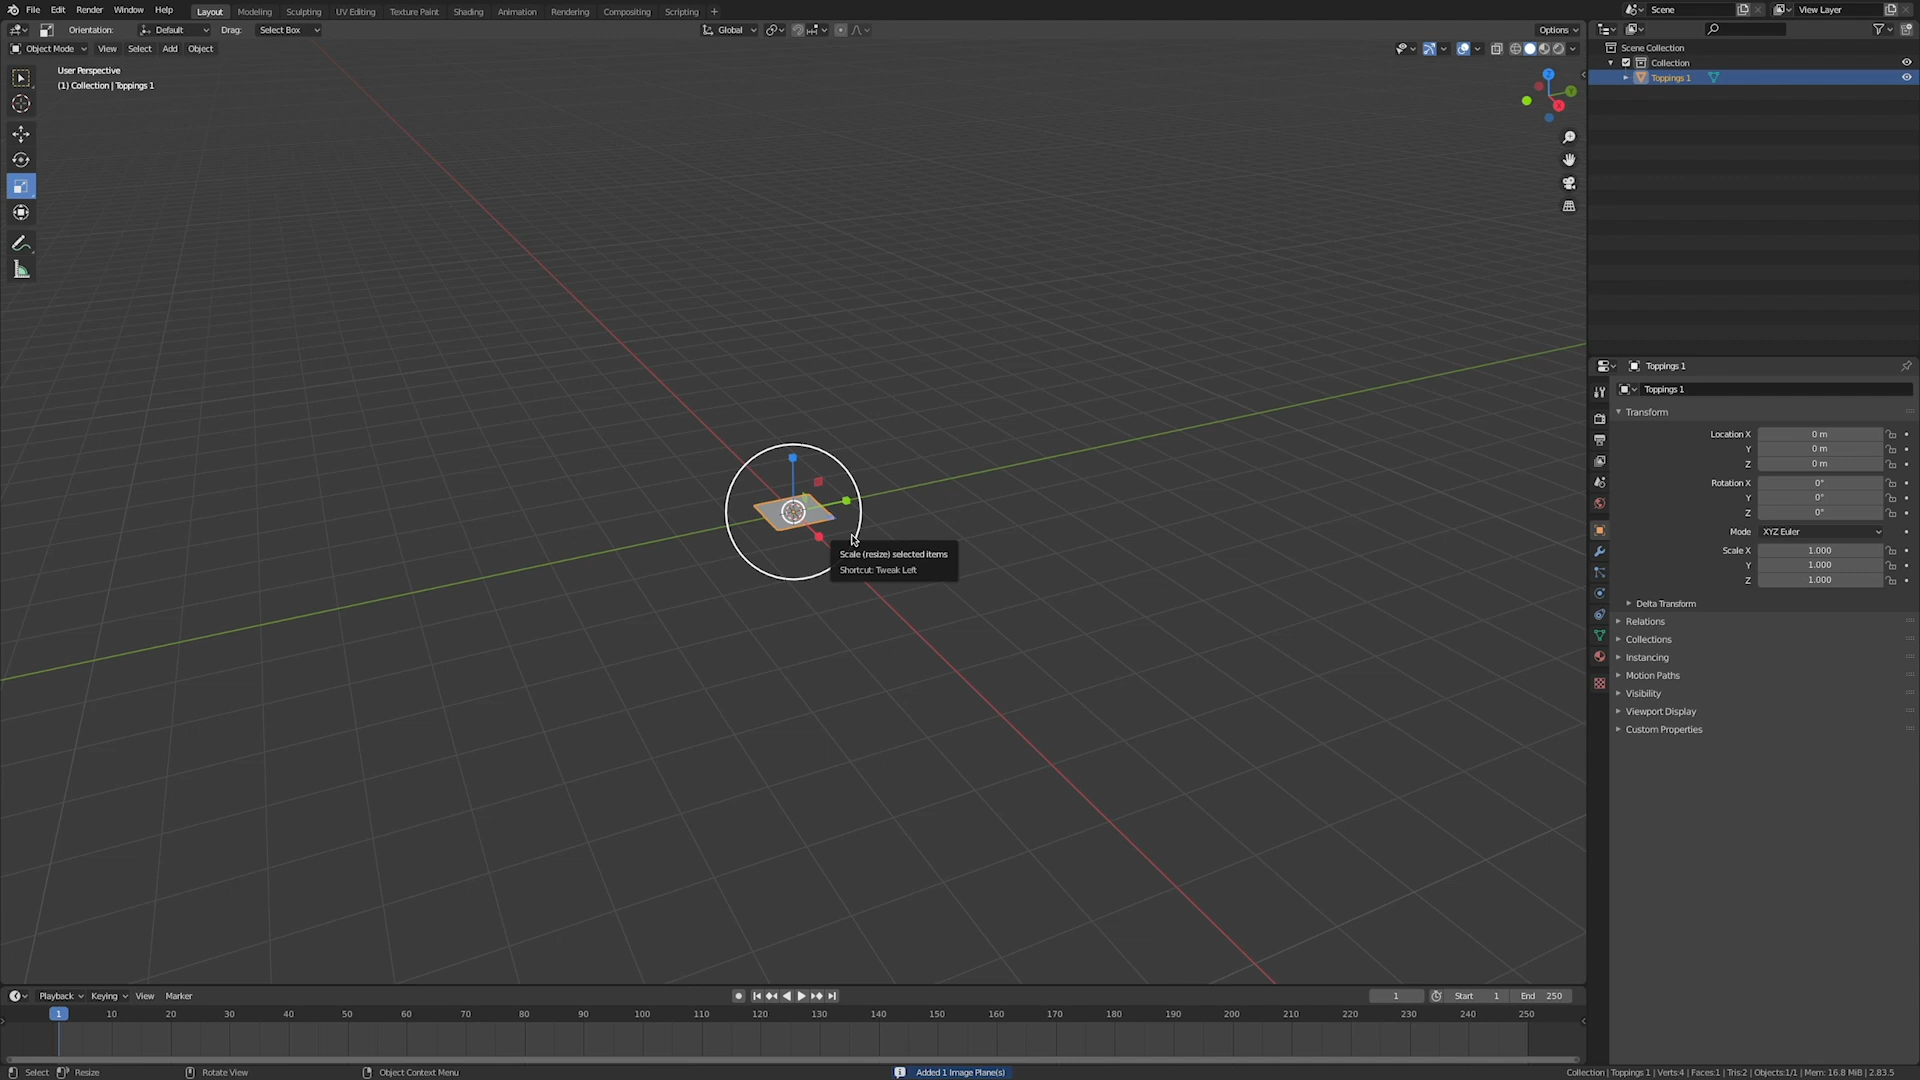 File Edit Render Window Help Layout Modeling Sculpting UV Editing Texture Paint Shading Animation Rendering Compositing Scripting + Scene View Layer
Orientation: Default Drag: Select Box Global Options
Object Mode View Select Add Object
User Perspective
(1) Collection | Toppings 1
Z
Y
X
Scene Collection
Collection
Toppings 1
Scale (resize) selected items
Shortcut: Tweak Left
Toppings 1
Toppings 1
Transform
Location X 0 m
Y 0 m
Z 0 m
Rotation X 0°
Y 0°
Z 0°
Mode XYZ Euler
Scale X 1.000
Y 1.000
Z 1.000
Delta Transform
Relations
Collections
Instancing
Motion Paths
Visibility
Viewport Display
Custom Properties
Playback Keying View Marker 1 Start 1 End 250
1 10 20 30 40 50 60 70 80 90 100 110 120 130 140 150 160 170 180 190 200 210 220 230 240 250
Select Resize Rotate View Object Context Menu Added 1 Image Plane(s) Collection | Toppings 1 | Verts:4 | Faces:1 | Tris:2 | Objects:1/1 | Mem: 16.8 MiB | 2.83.5